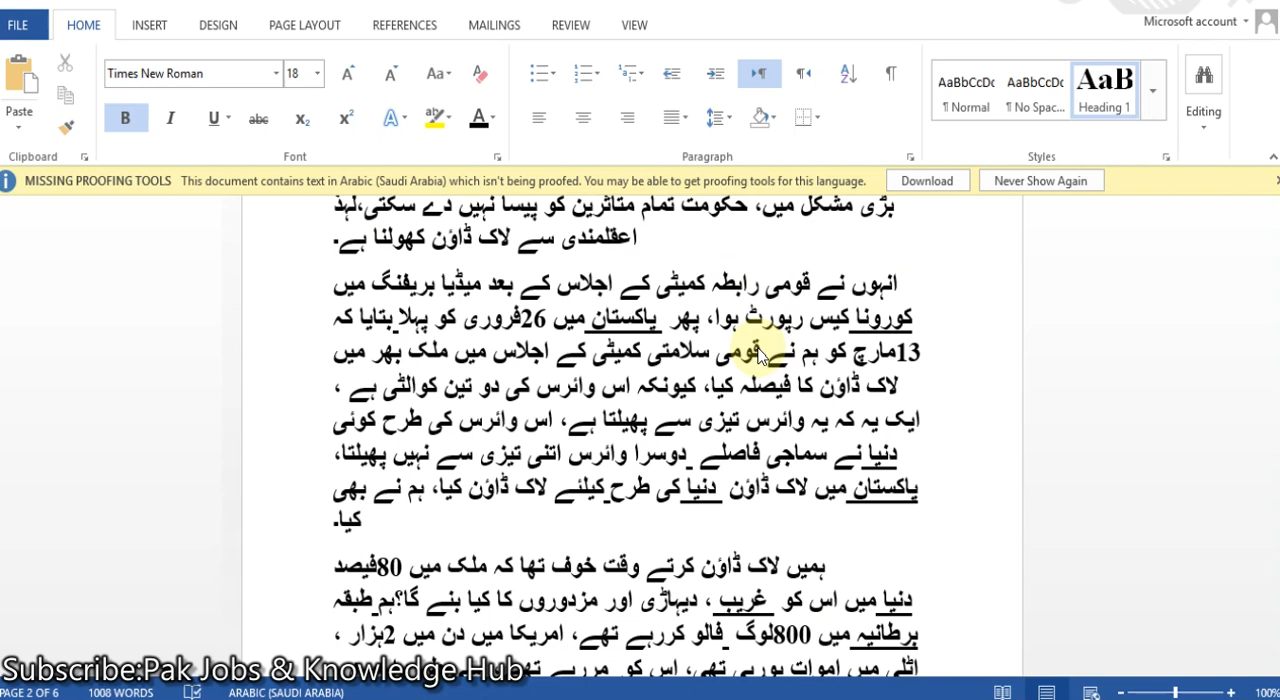 FILE HOME INSERT DESIGN PAGE LAYOUT REFERENCES MAILINGS REVIEW VIEW
Microsoft account
Times New Roman 18
Paste
AaBbCcDc AaBbCcDc AaB
¶ Normal ¶ No Spac... Heading 1
Editing
Clipboard Font Paragraph Styles
MISSING PROOFING TOOLS This document contains text in Arabic (Saudi Arabia) which isn't being proofed. You may be able to get proofing tools for this language. Download Never Show Again
بڑی مشکل میں، حکومت تمام متاثرین کو پیسا نہیں دے سکتی،لہذ
اعقلمندی سے لاک ڈاؤن کھولنا ہے۔
انہوں نے قومی رابطہ کمیٹی کے اجلاس کے بعد میڈیا بریفنگ میں
کورونا کیس رپورٹ ہوا، پھر پاکستان میں 26فروری کو پہلا بتایا کہ
13مارچ کو ہم نے قومی سلامتی کمیٹی کے اجلاس میں ملک بھر میں
لاک ڈاؤن کا فیصلہ کیا، کیونکہ اس وائرس کی دو تین کوالٹی ہے ،
ایک یہ کہ یہ وائرس تیزی سے پھیلتا ہے، اس وائرس کی طرح کوئی
دنیا نے سماجی فاصلے دوسرا وائرس اتنی تیزی سے نہیں پھیلتا،
پاکستان میں لاک ڈاؤن دنیا کی طرح کیلئے لاک ڈاؤن کیا، ہم نے بھی
کیا۔
ہمیں لاک ڈاؤن کرتے وقت خوف تھا کہ ملک میں 80فیصد
دنیا میں اس کو غریب ، دیہاڑی اور مزدوروں کا کیا بنے گا؟ہم طبقہ
برطانیہ میں 800لوگ فالو کررہے تھے، امریکا میں دن میں 2ہزار ،
اٹلی میں اموات ہورہی تھی، اس کو
Subscribe:Pak Jobs & Knowledge Hub
PAGE 2 OF 6 1008 WORDS ARABIC (SAUDI ARABIA) 100%